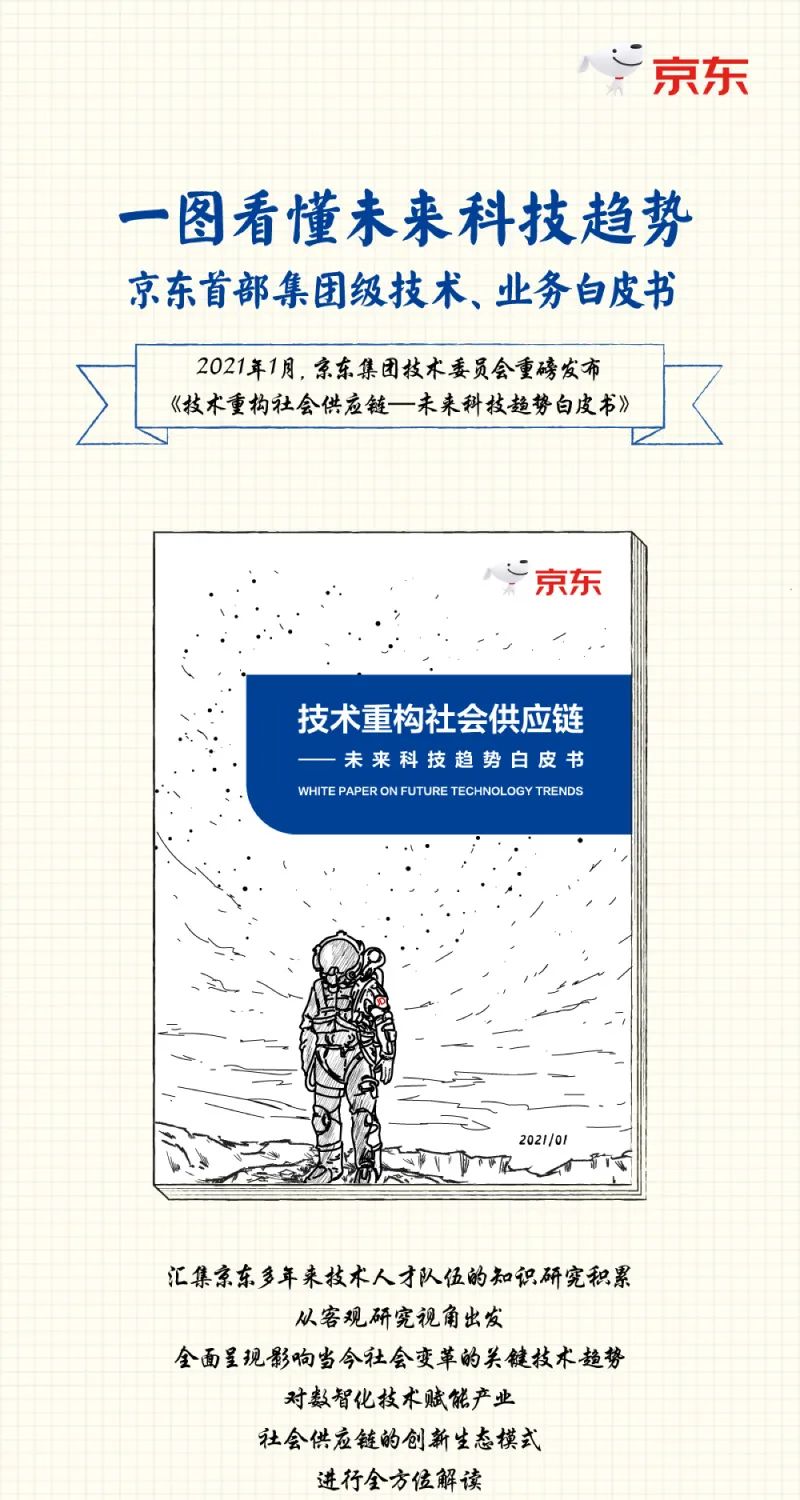 京东
一图看懂未来科技趋势
京东首部集团级技术、业务白皮书
2021年1月,京东集团技术委员会重磅发布
《技术重构社会供应链—未来科技趋势白皮书》
京东
技术重构社会供应链
——未来科技趋势白皮书
WHITE PAPER ON FUTURE TECHNOLOGY TRENDS
2021/01
汇集京东多年来技术人才队伍的知识研究积累
从客观研究视角出发
全面呈现影响当今社会变革的关键技术趋势
对数智化技术赋能产业
社会供应链的创新生态模式
进行全方位解读